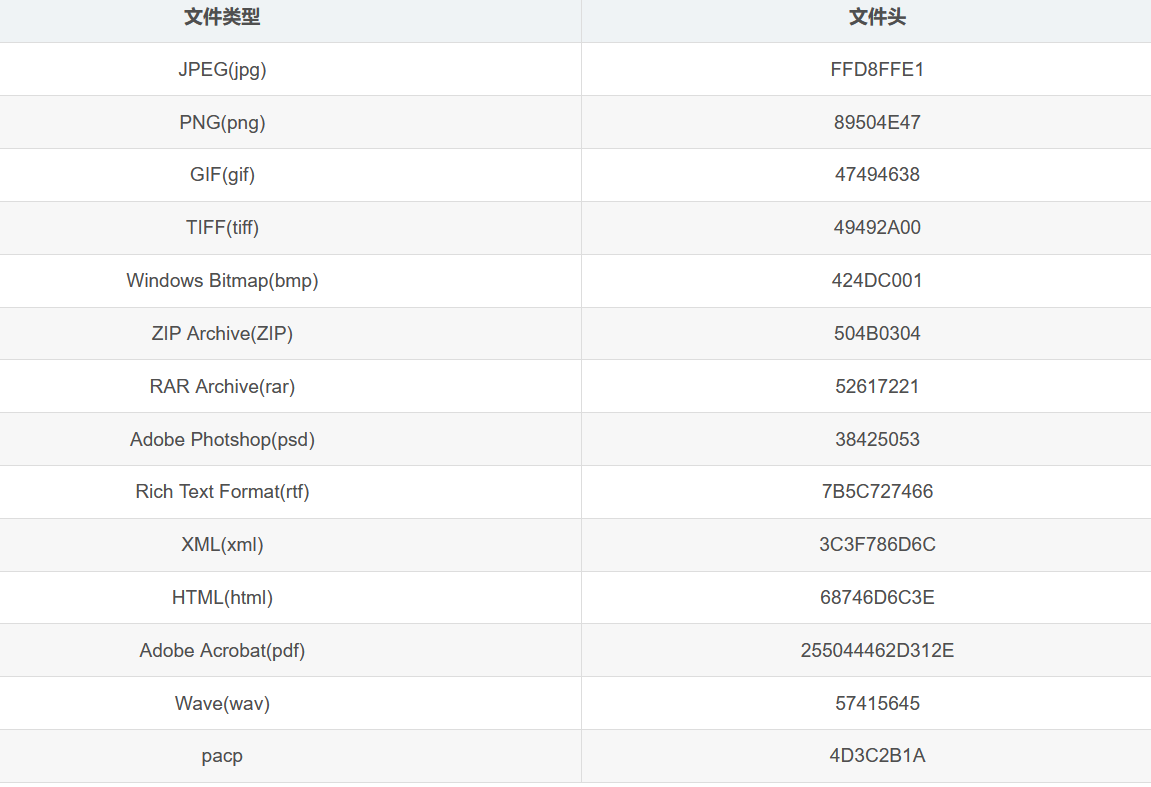 文件类型 文件头
JPEG(jpg) FFD8FFE1
PNG(png) 89504E47
GIF(gif) 47494638
TIFF(tiff) 49492A00
Windows Bitmap(bmp) 424DC001
ZIP Archive(ZIP) 504B0304
RAR Archive(rar) 52617221
Adobe Photshop(psd) 38425053
Rich Text Format(rtf) 7B5C727466
XML(xml) 3C3F786D6C
HTML(html) 68746D6C3E
Adobe Acrobat(pdf) 255044462D312E
Wave(wav) 57415645
pacp 4D3C2B1A